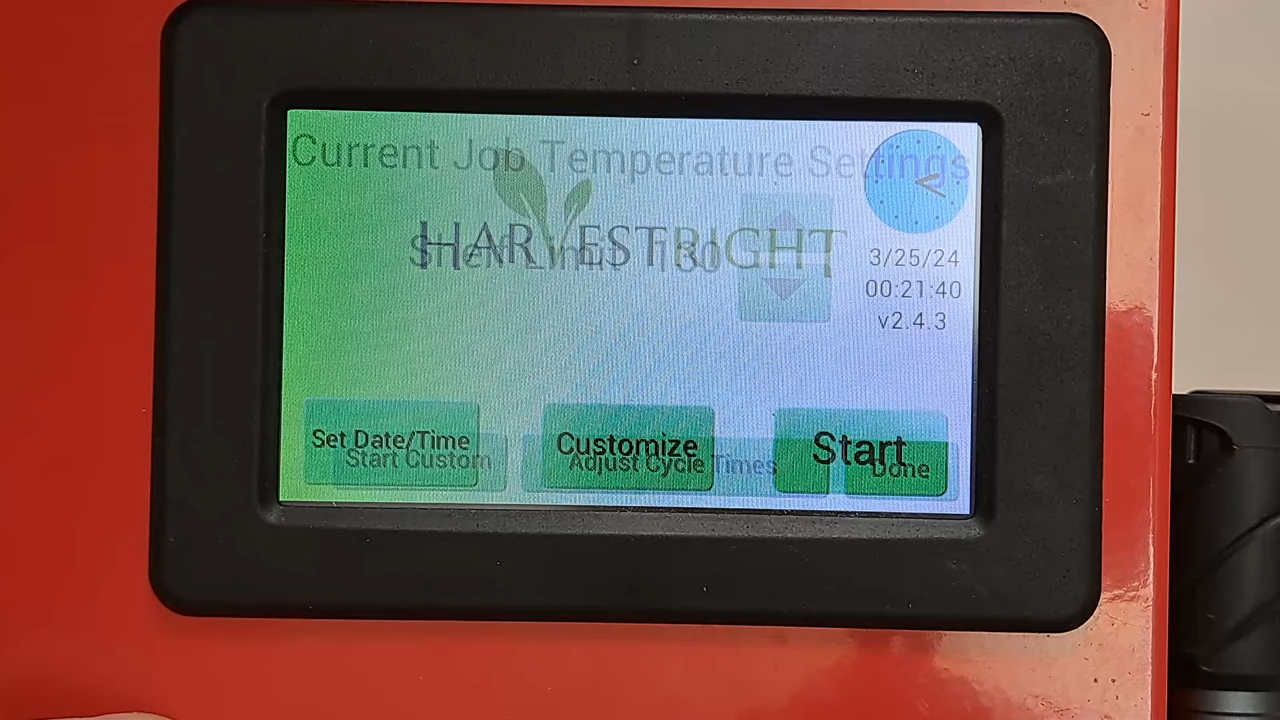 Current Job Temperature Settings
HARVESTRIGHT
Shelf Limit
3/25/24
00:21:40
v2.4.3
Set Date/Time
Customize
Start
Start Custom
Adjust Cycle Times
Done